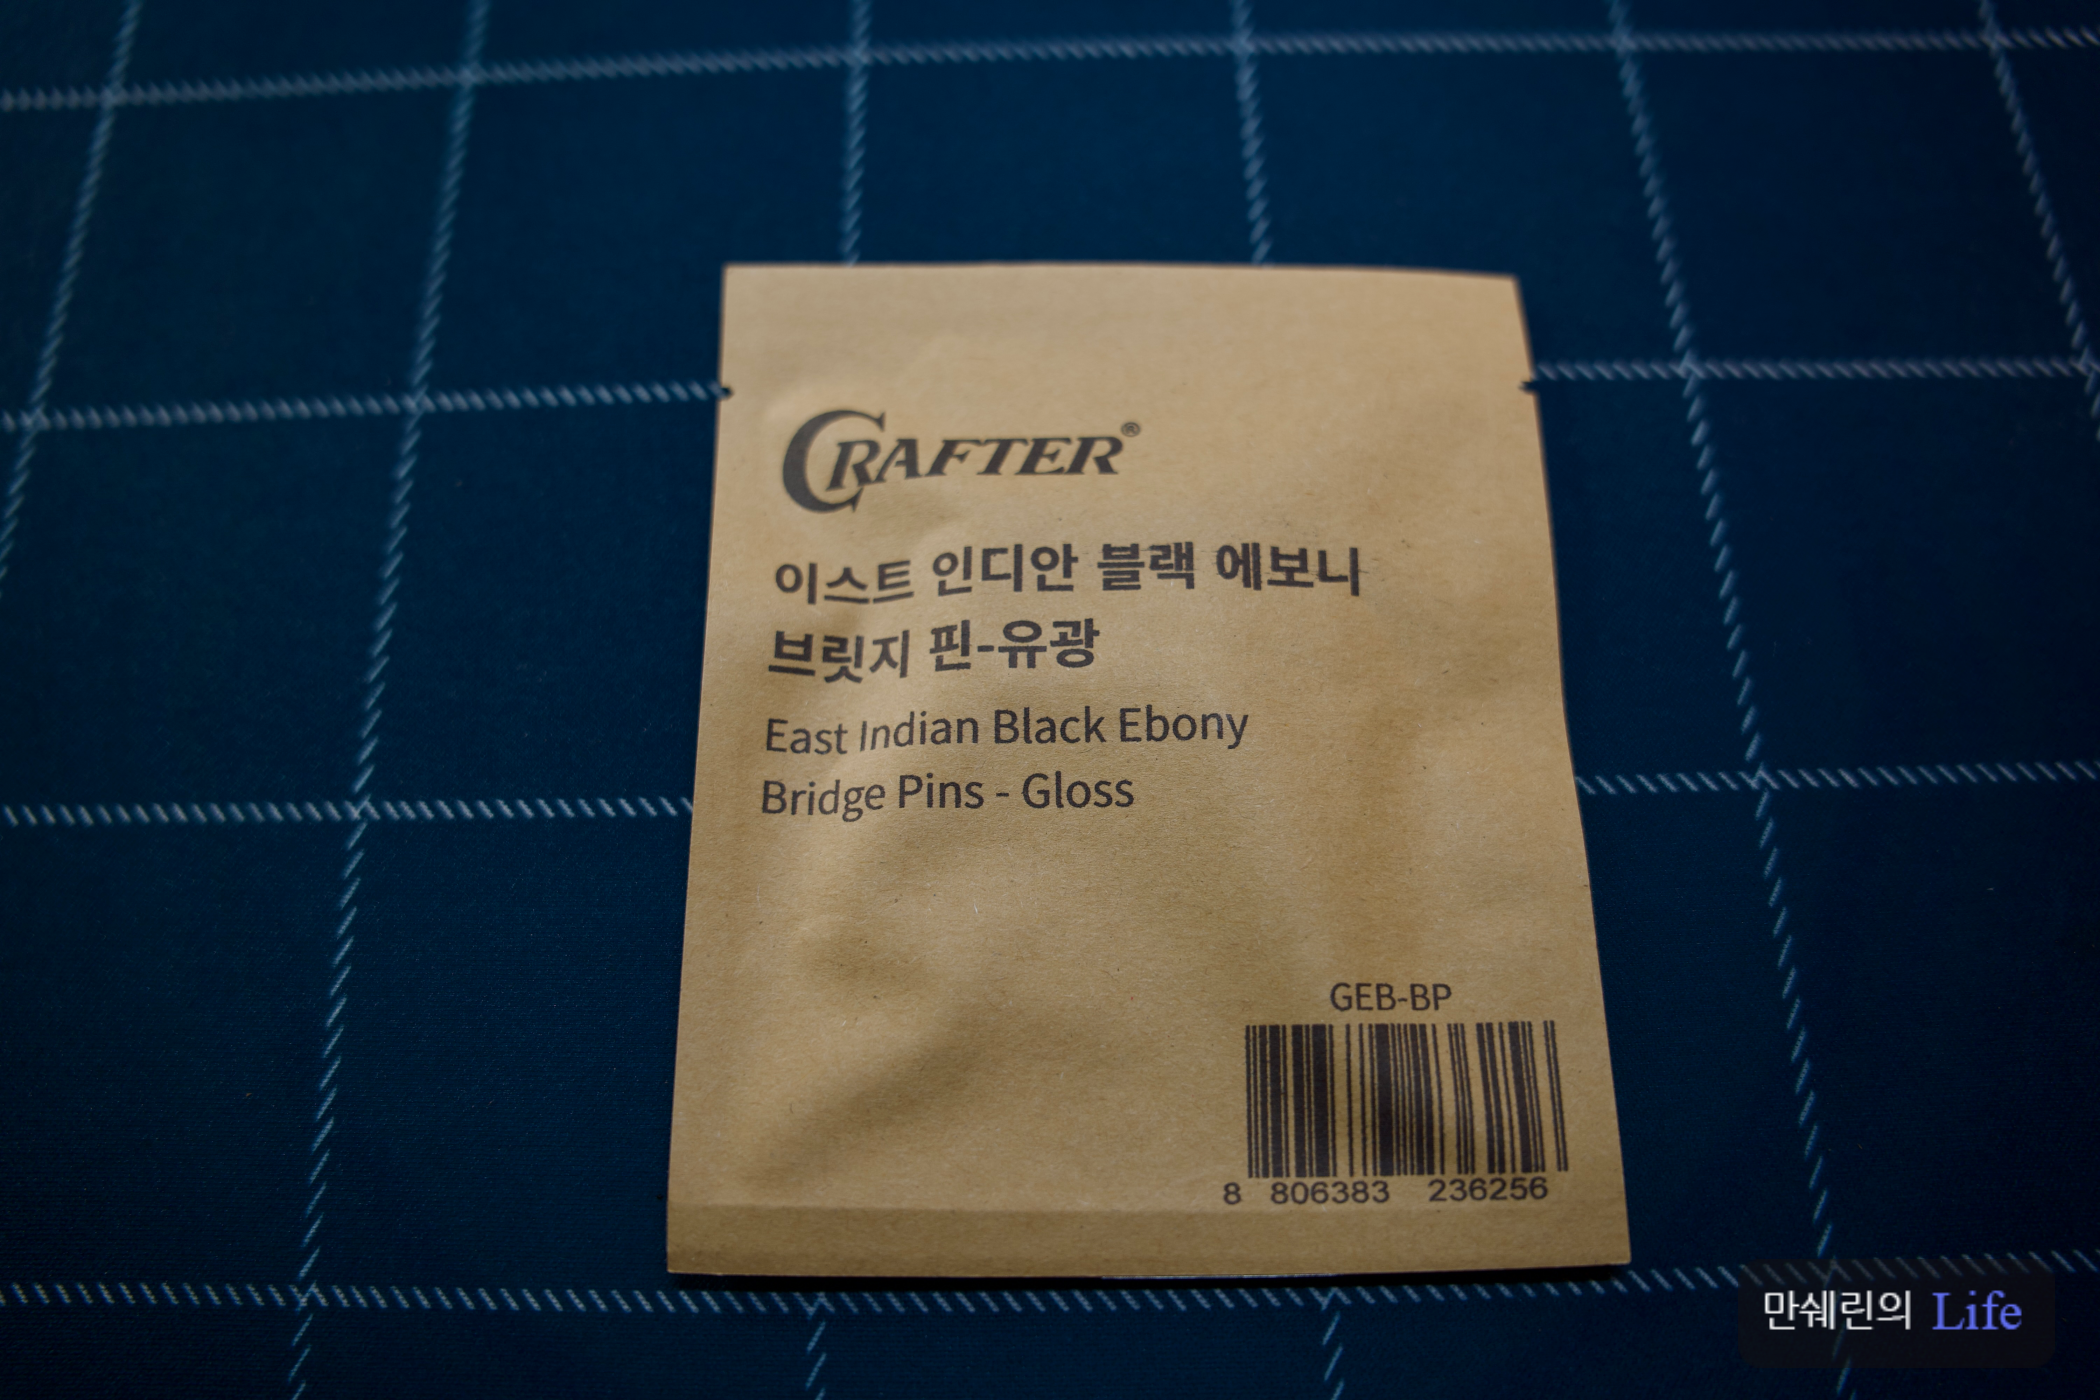 CRAFTER®
이스트 인디안 블랙 에보니
브릿지 핀-유광
East Indian Black Ebony
Bridge Pins - Gloss
GEB-BP
8 806383 236256
만쉐린의 Life